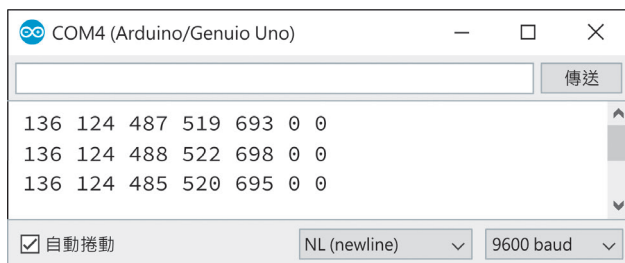 COM4 (Arduino/Genuio Uno)
傳送
136 124 487 519 693 0 0
136 124 488 522 698 0 0
136 124 485 520 695 0 0
自動捲動 NL (newline) 9600 baud